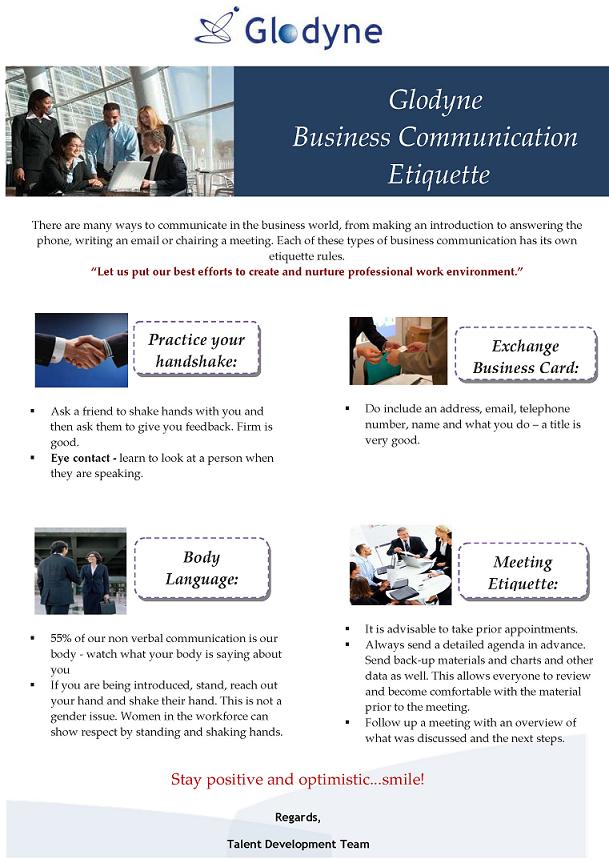 Glodyne
Glodyne
Business Communication
Etiquette
There are many ways to communicate in the business world, from making an introduction to answering the
phone, writing an email or chairing a meeting. Each of these types of business communication has its own
etiquette rules.
“Let us put our best efforts to create and nurture professional work environment.”
Practice your
handshake:
▪ Ask a friend to shake hands with you and
then ask them to give you feedback. Firm is
good.
▪ Eye contact - learn to look at a person when
they are speaking.
Exchange
Business Card:
▪ Do include an address, email, telephone
number, name and what you do – a title is
very good.
Body
Language:
▪ 55% of our non verbal communication is our
body - watch what your body is saying about
you
▪ If you are being introduced, stand, reach out
your hand and shake their hand. This is not a
gender issue. Women in the workforce can
show respect by standing and shaking hands.
Meeting
Etiquette:
▪ It is advisable to take prior appointments.
▪ Always send a detailed agenda in advance.
Send back-up materials and charts and other
data as well. This allows everyone to review
and become comfortable with the material
prior to the meeting.
▪ Follow up a meeting with an overview of
what was discussed and the next steps.
Stay positive and optimistic...smile!
Regards,
Talent Development Team